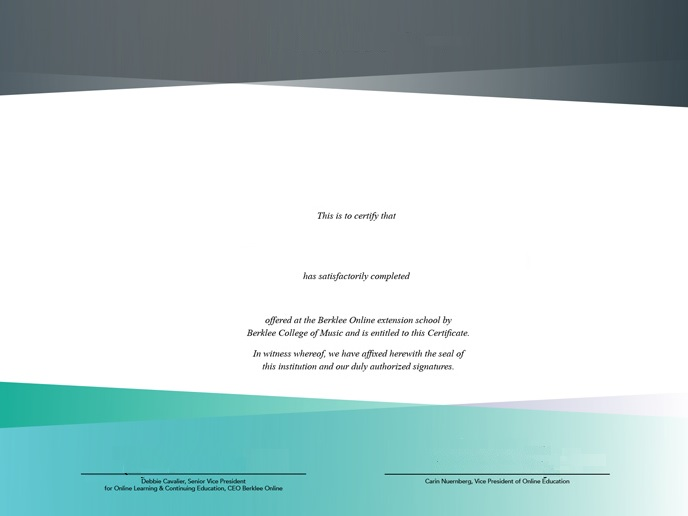 This is to certify that
has satisfactorily completed
offered at the Berklee Online extension school by
Berklee College of Music and is entitled to this Certificate.
In witness whereof, we have affixed herewith the seal of
this institution and our duly authorized signatures.
Debbie Cavalier, Senior Vice President
for Online Learning & Continuing Education, CEO Berklee Online
Carin Nuernberg, Vice President of Online Education